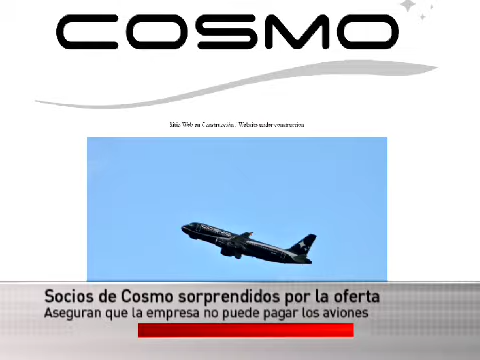 COSMO
Sitio Web en Construcción / Website under construction
Socios de Cosmo sorprendidos por la oferta
Aseguran que la empresa no puede pagar los aviones